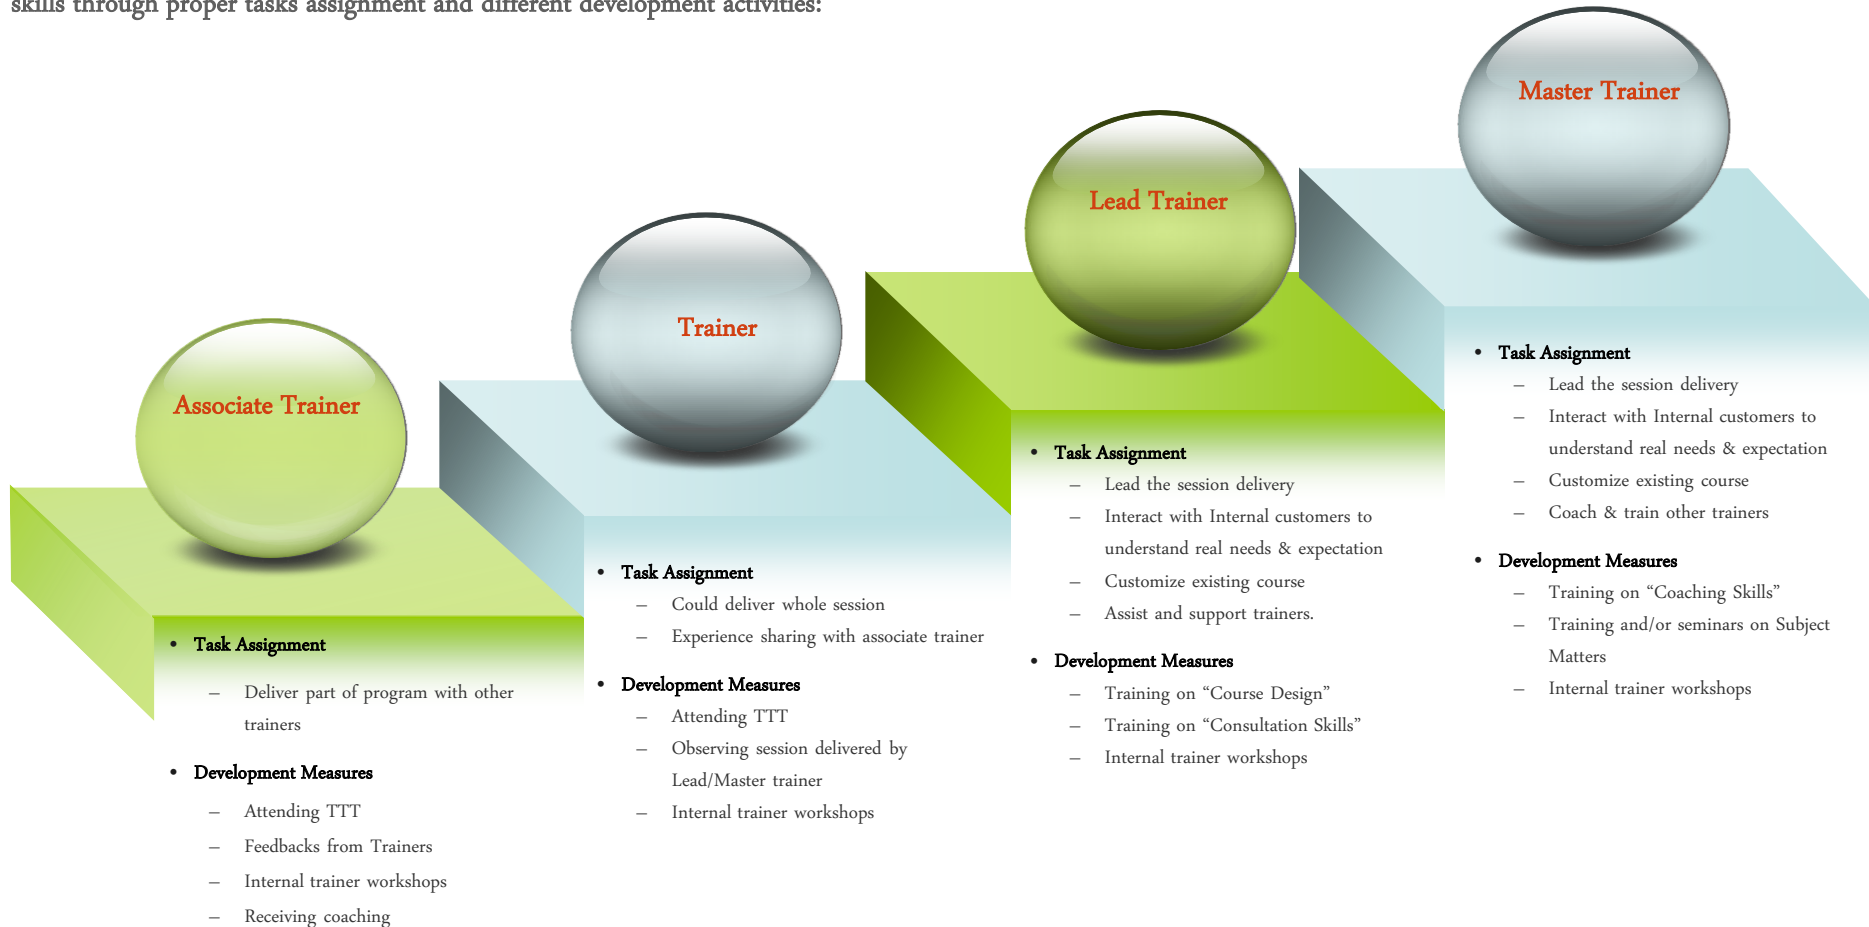 skills through proper tasks assignment and different development activities:
Associate Trainer
• Task Assignment
– Deliver part of program with other
trainers
• Development Measures
– Attending TTT
– Feedbacks from Trainers
– Internal trainer workshops
– Receiving coaching
Trainer
• Task Assignment
– Could deliver whole session
– Experience sharing with associate trainer
• Development Measures
– Attending TTT
– Observing session delivered by
Lead/Master trainer
– Internal trainer workshops
Lead Trainer
• Task Assignment
– Lead the session delivery
– Interact with Internal customers to
understand real needs & expectation
– Customize existing course
– Assist and support trainers.
• Development Measures
– Training on “Course Design”
– Training on “Consultation Skills”
– Internal trainer workshops
Master Trainer
• Task Assignment
– Lead the session delivery
– Interact with Internal customers to
understand real needs & expectation
– Customize existing course
– Coach & train other trainers
• Development Measures
– Training on “Coaching Skills”
– Training and/or seminars on Subject
Matters
– Internal trainer workshops